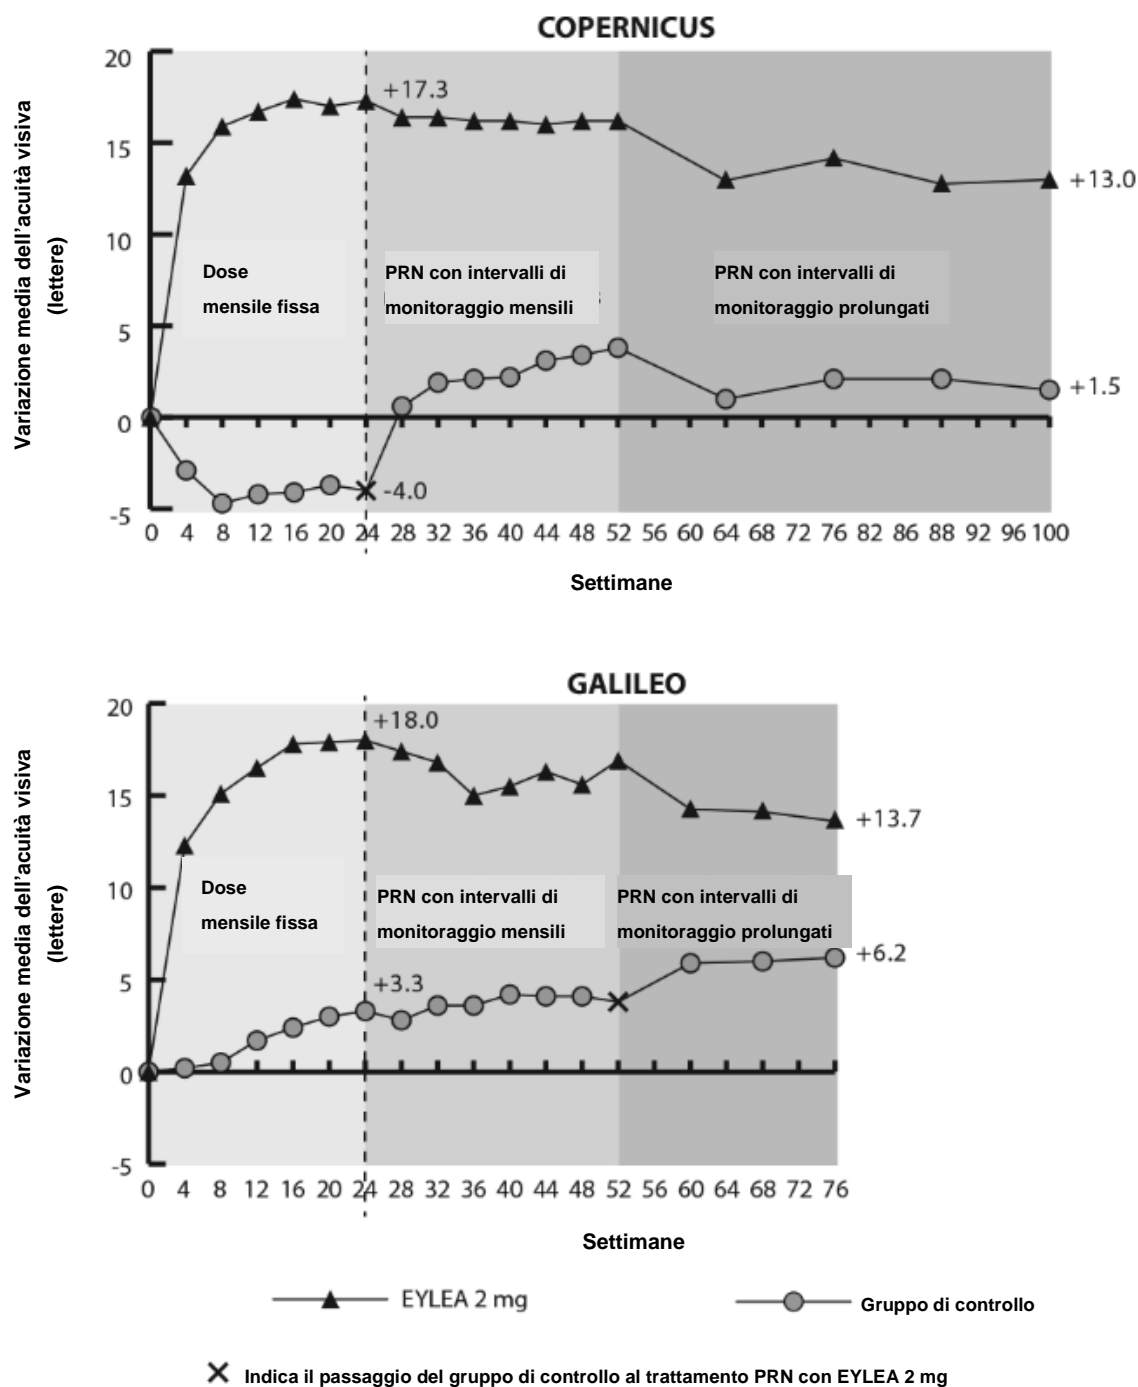 COPERNICUS
Variazione media dell'acuità visiva
(lettere)
20
15
10
5
0
-5
+17.3
+13.0
Dose
mensile fissa
PRN con intervalli di
monitoraggio mensili
PRN con intervalli di
monitoraggio prolungati
+1.5
-4.0
0 4 8 12 16 20 24 28 32 36 40 44 48 52 56 60 64 72 76 82 86 88 92 96 100
Settimane
GALILEO
Variazione media dell'acuità visiva
(lettere)
20
15
10
5
0
-5
+18.0
+13.7
Dose
mensile fissa
PRN con intervalli di
monitoraggio mensili
PRN con intervalli di
monitoraggio prolungati
+3.3
+6.2
0 4 8 12 16 20 24 28 32 36 40 44 48 52 56 60 64 68 72 76
Settimane
EYLEA 2 mg
Gruppo di controllo
Indica il passaggio del gruppo di controllo al trattamento PRN con EYLEA 2 mg